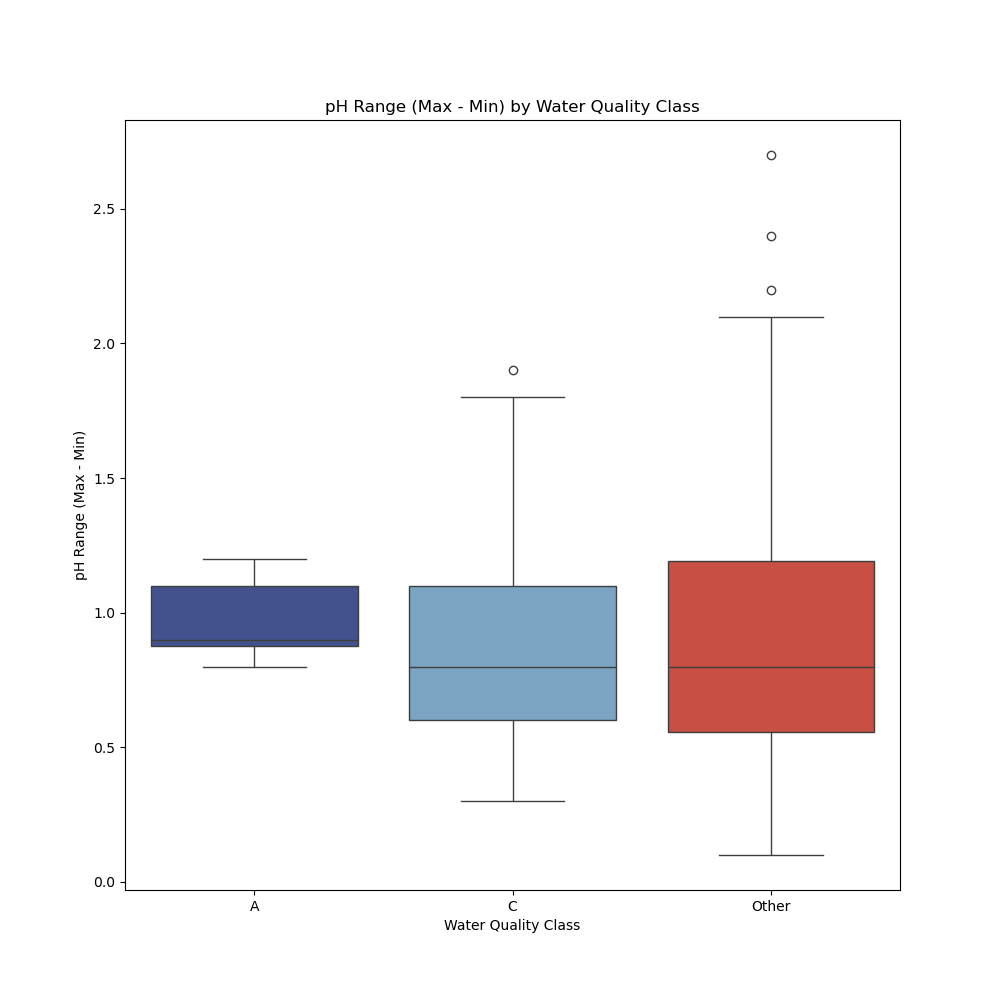 pH Range (Max - Min) by Water Quality Class
pH Range (Max - Min)
2.5
2.0
1.5
1.0
0.5
0.0
A
C
Other
Water Quality Class